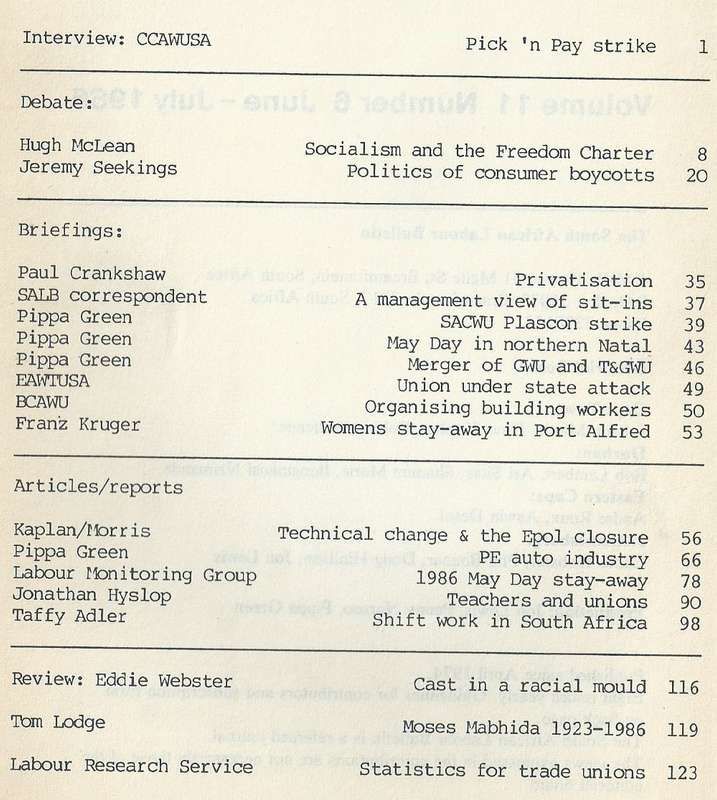 Interview: CCAWUSA Pick 'n Pay strike 1
Debate:
Hugh McLean Socialism and the Freedom Charter 8
Jeremy Seekings Politics of consumer boycotts 20
Briefings:
Paul Crankshaw Privatisation 35
SALB correspondent A management view of sit-ins 37
Pippa Green SACWU Plascon strike 39
Pippa Green May Day in northern Natal 43
Pippa Green Merger of GWU and T&GWU 46
EAWTUSA Union under state attack 49
BCAWU Organising building workers 50
Franz Kruger Womens stay-away in Port Alfred 53
Articles/reports
Kaplan/Morris Technical change & the Epol closure 56
Pippa Green PE auto industry 66
Labour Monitoring Group 1986 May Day stay-away 78
Jonathan Hyslop Teachers and unions 90
Taffy Adler Shift work in South Africa 98
Review: Eddie Webster Cast in a racial mould 116
Tom Lodge Moses Mabhida 1923-1986 119
Labour Research Service Statistics for trade unions 123